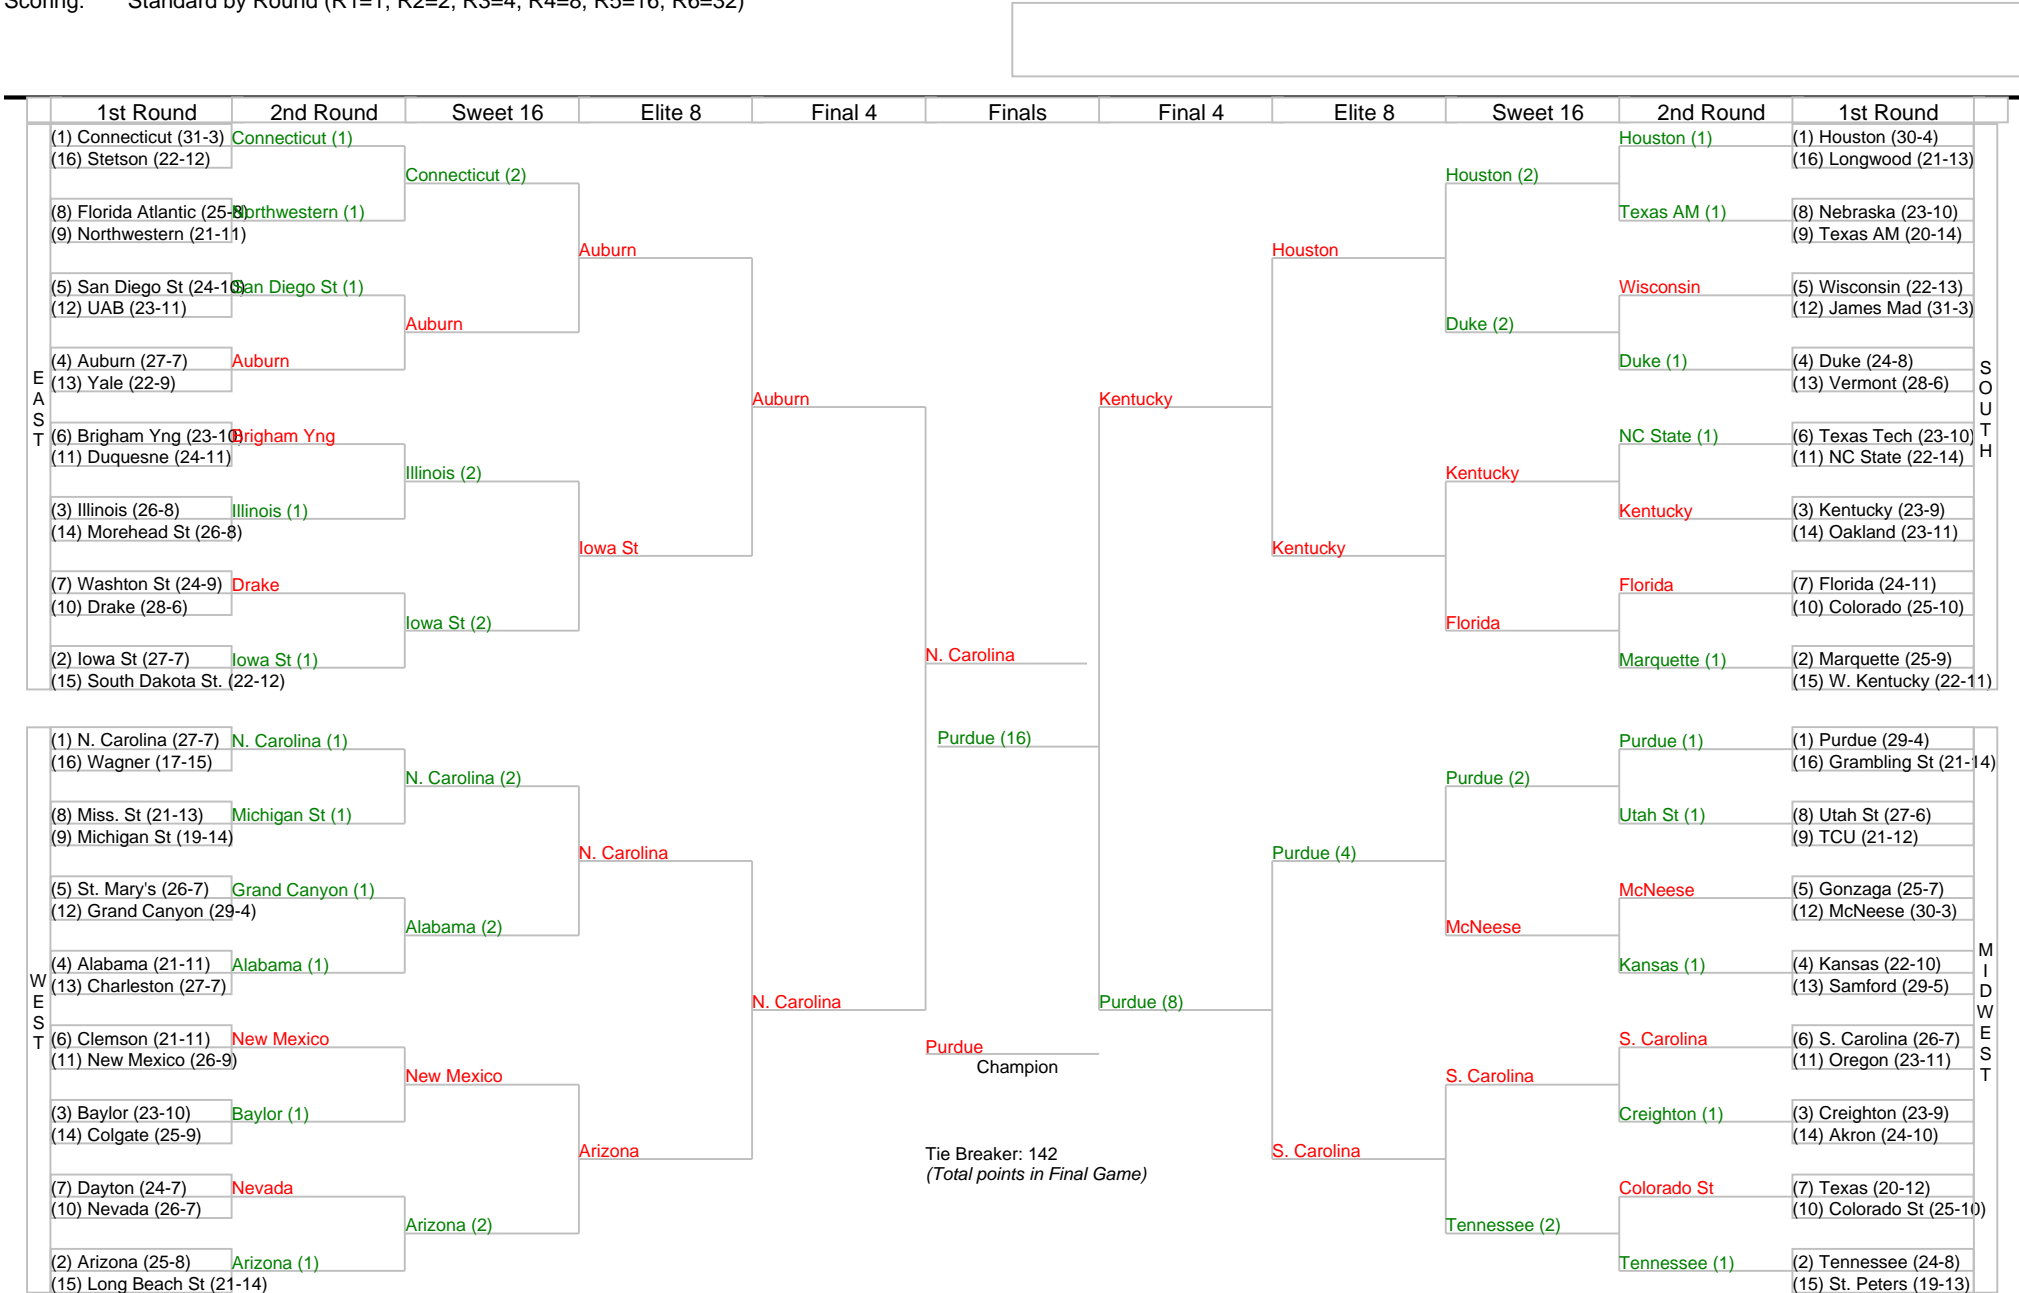 Scoring: Standard by Round (R1=1, R2=2, R3=4, R4=8, R5=16, R6=32)
1st Round 2nd Round Sweet 16 Elite 8 Final 4 Finals Final 4 Elite 8 Sweet 16 2nd Round 1st Round
EAST
(1) Connecticut (31-3)
(16) Stetson (22-12)
(8) Florida Atlantic (25-8)
(9) Northwestern (21-11)
(5) San Diego St (24-10)
(12) UAB (23-11)
(4) Auburn (27-7)
(13) Yale (22-9)
(6) Brigham Yng (23-10)
(11) Duquesne (24-11)
(3) Illinois (26-8)
(14) Morehead St (26-8)
(7) Washton St (24-9)
(10) Drake (28-6)
(2) Iowa St (27-7)
(15) South Dakota St. (22-12)
Connecticut (1)
Northwestern (1)
San Diego St (1)
Auburn
Brigham Yng
Illinois (1)
Drake
Iowa St (1)
Connecticut (2)
Auburn
Illinois (2)
Iowa St (2)
Auburn
Iowa St
Auburn
WEST
(1) N. Carolina (27-7)
(16) Wagner (17-15)
(8) Miss. St (21-13)
(9) Michigan St (19-14)
(5) St. Mary's (26-7)
(12) Grand Canyon (29-4)
(4) Alabama (21-11)
(13) Charleston (27-7)
(6) Clemson (21-11)
(11) New Mexico (26-9)
(3) Baylor (23-10)
(14) Colgate (25-9)
(7) Dayton (24-7)
(10) Nevada (26-7)
(2) Arizona (25-8)
(15) Long Beach St (21-14)
N. Carolina (1)
Michigan St (1)
Grand Canyon (1)
Alabama (1)
New Mexico
Baylor (1)
Nevada
Arizona (1)
N. Carolina (2)
Alabama (2)
New Mexico
Arizona (2)
N. Carolina
Arizona
N. Carolina
N. Carolina
Purdue (16)
Purdue
Champion
Tie Breaker: 142
(Total points in Final Game)
Kentucky
Houston
Kentucky
Houston (2)
Duke (2)
Kentucky
Florida
Houston (1)
Texas AM (1)
Wisconsin
Duke (1)
NC State (1)
Kentucky
Florida
Marquette (1)
(1) Houston (30-4)
(16) Longwood (21-13)
(8) Nebraska (23-10)
(9) Texas AM (20-14)
(5) Wisconsin (22-13)
(12) James Mad (31-3)
(4) Duke (24-8)
(13) Vermont (28-6)
(6) Texas Tech (23-10)
(11) NC State (22-14)
(3) Kentucky (23-9)
(14) Oakland (23-11)
(7) Florida (24-11)
(10) Colorado (25-10)
(2) Marquette (25-9)
(15) W. Kentucky (22-11)
SOUTH
Purdue (8)
Purdue (4)
S. Carolina
Purdue (2)
McNeese
S. Carolina
Tennessee (2)
Purdue (1)
Utah St (1)
McNeese
Kansas (1)
S. Carolina
Creighton (1)
Colorado St
Tennessee (1)
(1) Purdue (29-4)
(16) Grambling St (21-14)
(8) Utah St (27-6)
(9) TCU (21-12)
(5) Gonzaga (25-7)
(12) McNeese (30-3)
(4) Kansas (22-10)
(13) Samford (29-5)
(6) S. Carolina (26-7)
(11) Oregon (23-11)
(3) Creighton (23-9)
(14) Akron (24-10)
(7) Texas (20-12)
(10) Colorado St (25-10)
(2) Tennessee (24-8)
(15) St. Peters (19-13)
MIDWEST